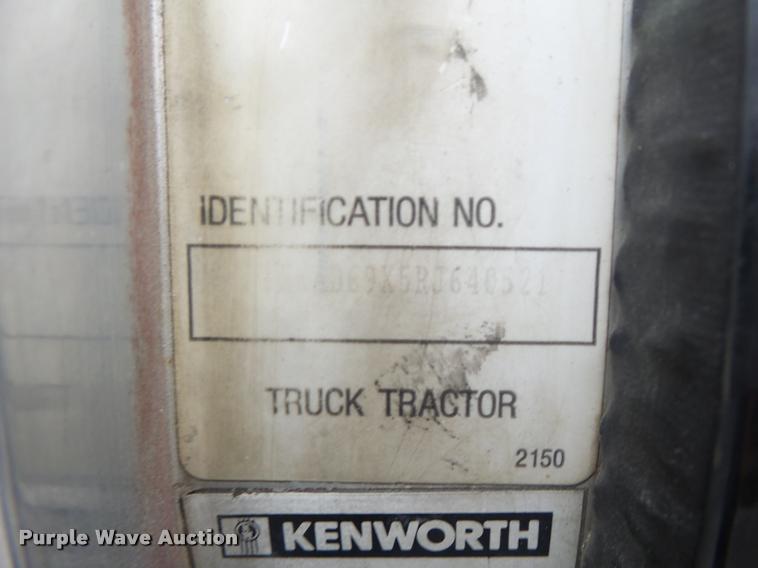 IDENTIFICATION NO.
TRUCK TRACTOR
2150
KENWORTH
Purple Wave Auction